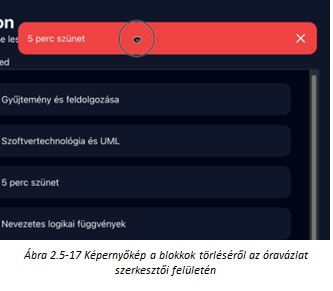 on
5 perc szünet
e les
ed
Gyűjtemény és feldolgozása
Szoftvertechnológia és UML
5 perc szünet
Nevezetes logikai függvények
Ábra 2.5-17 Képernyőkép a blokkok törléséről az óravázlat
szerkesztői felületén